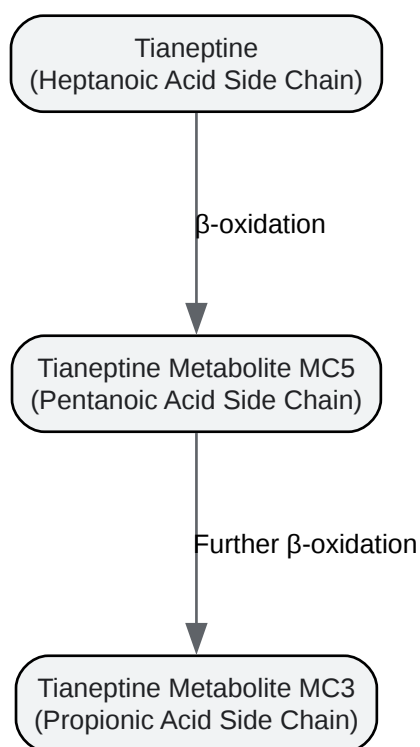 Tianeptine
(Heptanoic Acid Side Chain)
β-oxidation
Tianeptine Metabolite MC5
(Pentanoic Acid Side Chain)
Further β-oxidation
Tianeptine Metabolite MC3
(Propionic Acid Side Chain)